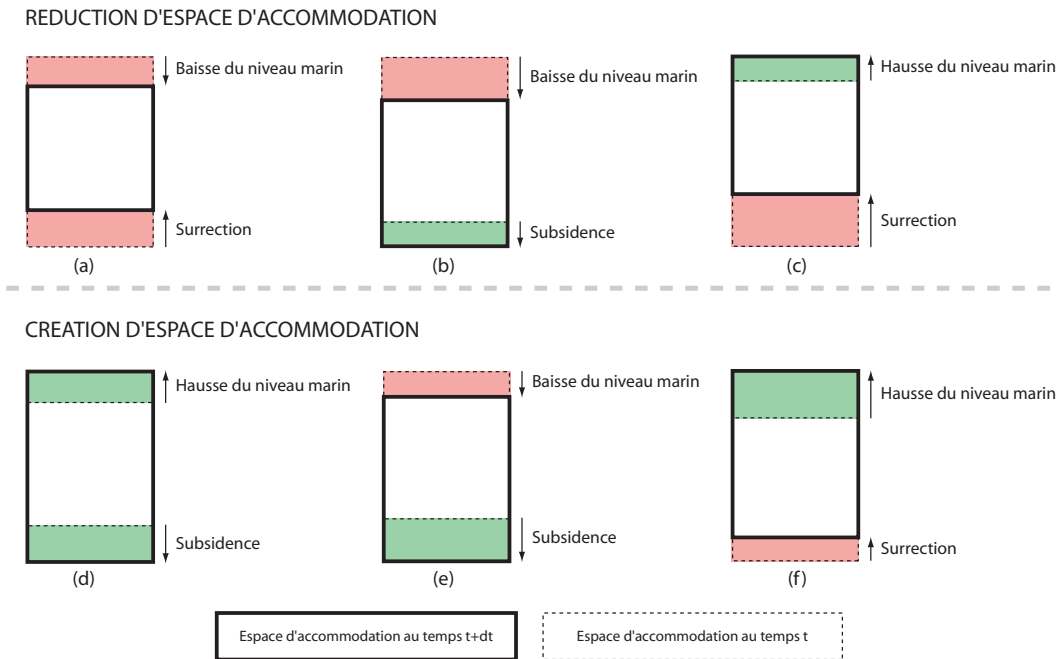 REDUCTION D'ESPACE D'ACCOMMODATION
Baisse du niveau marin
Surrection
(a)
Baisse du niveau marin
Subsidence
(b)
Hausse du niveau marin
Surrection
(c)
CREATION D'ESPACE D'ACCOMMODATION
Hausse du niveau marin
Subsidence
(d)
Baisse du niveau marin
Subsidence
(e)
Hausse du niveau marin
Surrection
(f)
Espace d'accommodation au temps t+dt
Espace d'accommodation au temps t